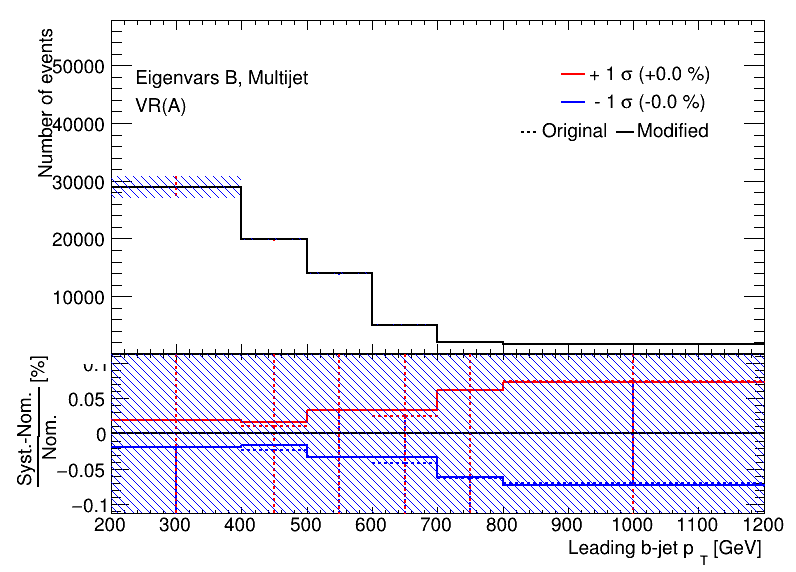 Number of events
50000
40000
30000
20000
10000
Eigenvars B, Multijet
VR(A)
+ 1 σ (+0.0 %)
- 1 σ (-0.0 %)
Original
Modified
Syst.-Nom.
Nom.
[%]
0.1
0.05
0
−0.05
−0.1
200 300 400 500 600 700 800 900 1000 1100 1200
Leading b-jet p T [GeV]